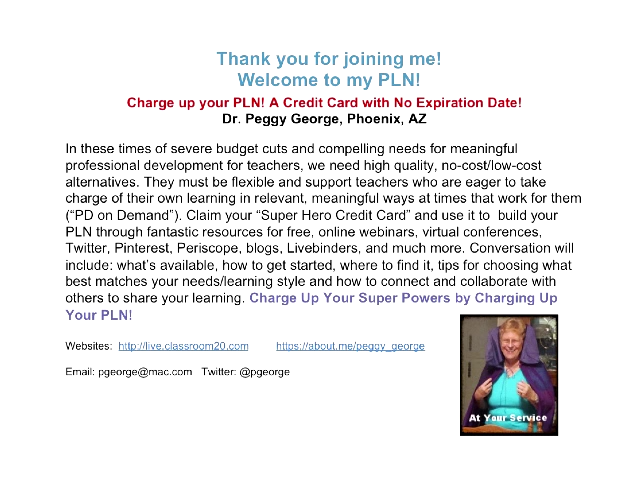 Thank you for joining me!
Welcome to my PLN!
Charge up your PLN! A Credit Card with No Expiration Date!
Dr. Peggy George, Phoenix, AZ
In these times of severe budget cuts and compelling needs for meaningful
professional development for teachers, we need high quality, no-cost/low-cost
alternatives. They must be flexible and support teachers who are eager to take
charge of their own learning in relevant, meaningful ways at times that work for them
(“PD on Demand”). Claim your “Super Hero Credit Card” and use it to  build your
PLN through fantastic resources for free, online webinars, virtual conferences,
Twitter, Pinterest, Periscope, blogs, Livebinders, and much more. Conversation will
include: what’s available, how to get started, where to find it, tips for choosing what
best matches your needs/learning style and how to connect and collaborate with
others to share your learning. Charge Up Your Super Powers by Charging Up
Your PLN!
Websites:  http://live.classroom20.com   https://about.me/peggy_george
Email: pgeorge@mac.com   Twitter: @pgeorge
At Your Service